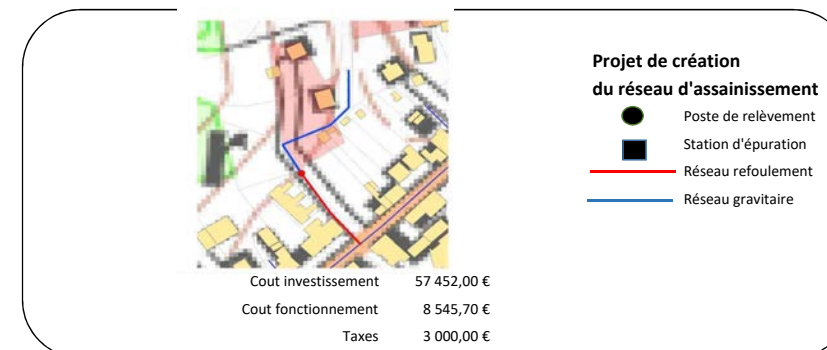 Projet de création
du réseau d'assainissement
Poste de relèvement
Station d'épuration
Réseau refoulement
Réseau gravitaire
Cout investissement 57 452,00 €
Cout fonctionnement 8 545,70 €
Taxes 3 000,00 €